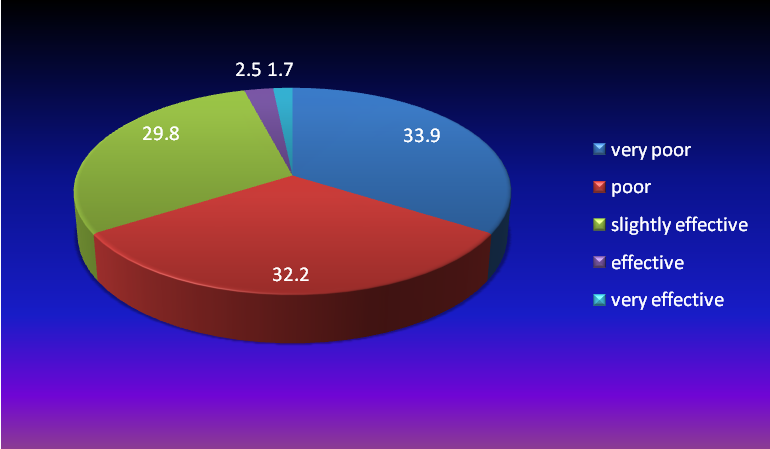 2.5 1.7
29.8
33.9
32.2
very poor
poor
slightly effective
effective
very effective